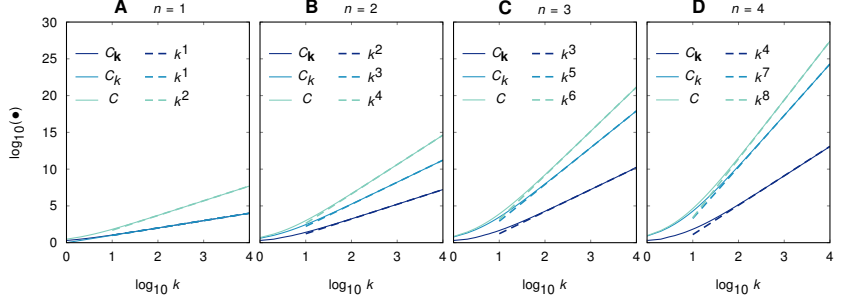 A n = 1 B n = 2 C n = 3 D n = 4
30
25
20
15
10
5
0
log10(●)
C𝐤 k¹
Ck k¹
C k²
C𝐤 k²
Ck k³
C k⁴
C𝐤 k³
Ck k⁵
C k⁶
C𝐤 k⁴
Ck k⁷
C k⁸
0 1 2 3 4
0 1 2 3 4
0 1 2 3 4
0 1 2 3 4
log10 k
log10 k
log10 k
log10 k